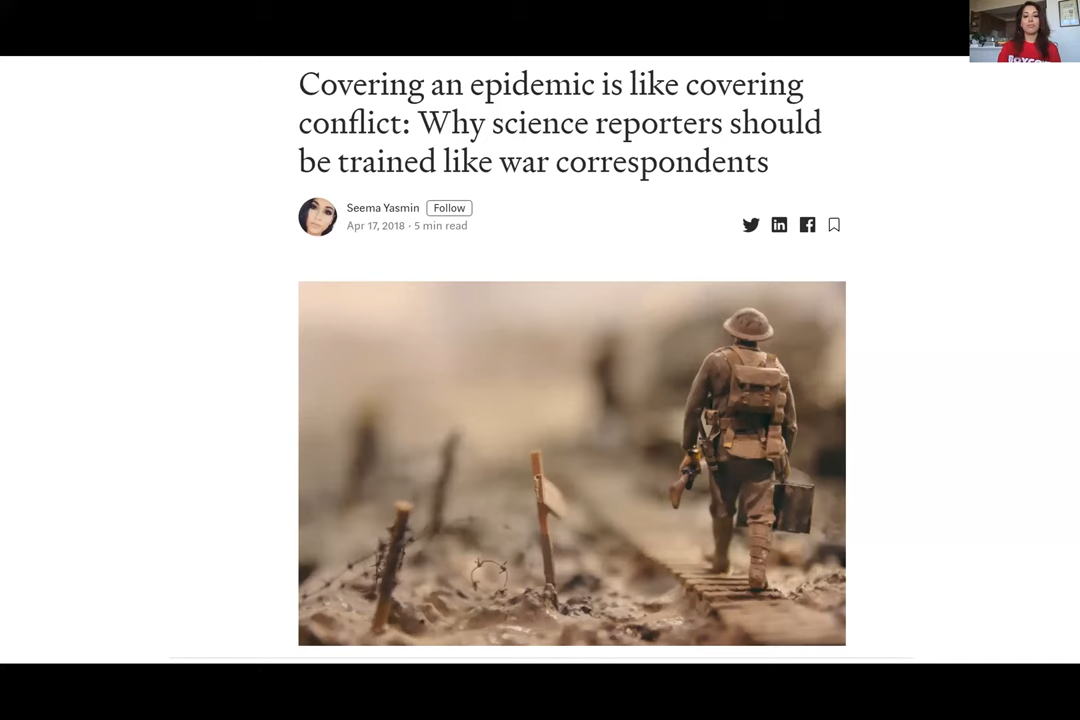 Covering an epidemic is like covering
conflict: Why science reporters should
be trained like war correspondents
Seema Yasmin Follow
Apr 17, 2018 · 5 min read